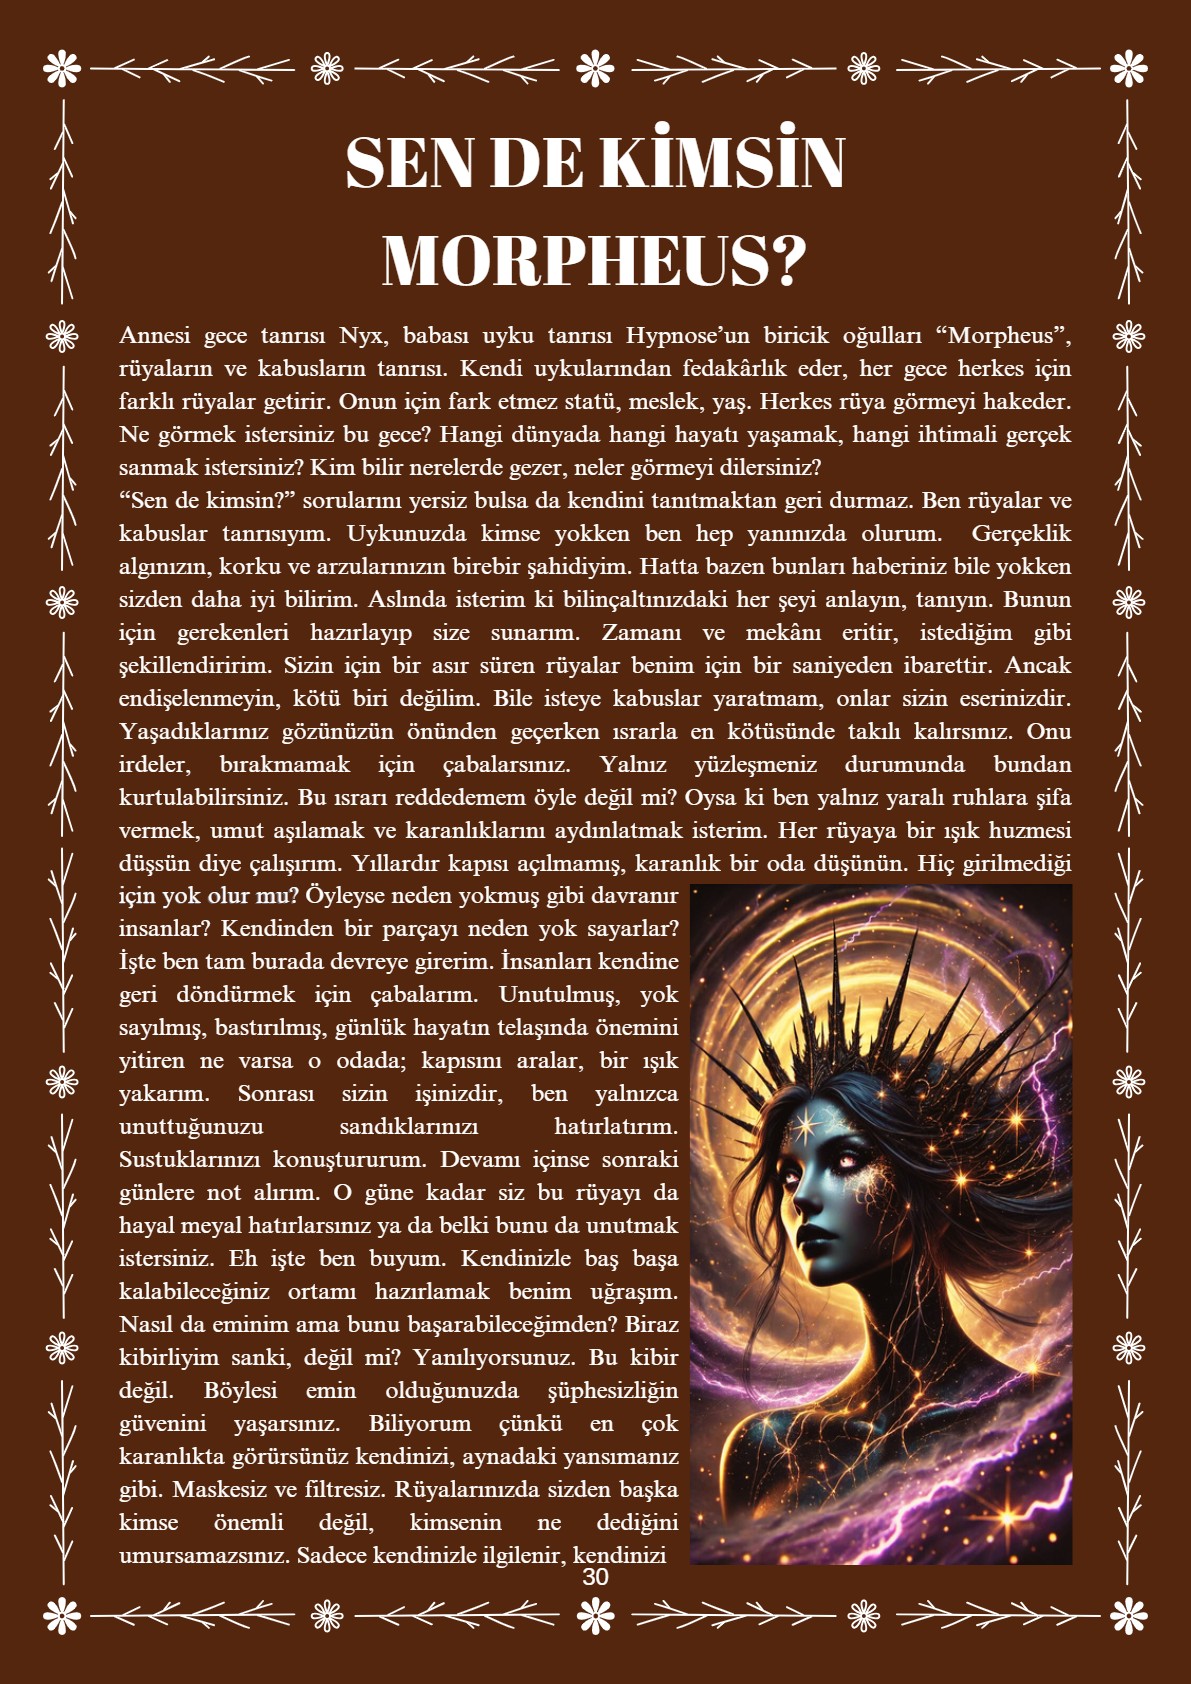 SEN DE KİMSİN
MORPHEUS?
Annesi gece tanrısı Nyx, babası uyku tanrısı Hypnose’un biricik oğulları “Morpheus”,
rüyaların ve kabusların tanrısı. Kendi uykularından fedakârlık eder, her gece herkes için
farklı rüyalar getirir. Onun için fark etmez statü, meslek, yaş. Herkes rüya görmeyi hakeder.
Ne görmek istersiniz bu gece? Hangi dünyada hangi hayatı yaşamak, hangi ihtimali gerçek
sanmak istersiniz? Kim bilir nerelerde gezer, neler görmeyi dilersiniz?
“Sen de kimsin?” sorularını yersiz bulsa da kendini tanıtmaktan geri durmaz. Ben rüyalar ve
kabuslar tanrısıyım. Uykunuzda kimse yokken ben hep yanınızda olurum. Gerçeklik
algınızın, korku ve arzularınızın birebir şahidiyim. Hatta bazen bunları haberiniz bile yokken
sizden daha iyi bilirim. Aslında isterim ki bilinçaltınızdaki her şeyi anlayın, tanıyın. Bunun
için gerekenleri hazırlayıp size sunarım. Zamanı ve mekânı eritir, istediğim gibi
şekillendiririm. Sizin için bir asır süren rüyalar benim için bir saniyeden ibarettir. Ancak
endişelenmeyin, kötü biri değilim. Bile isteye kabuslar yaratmam, onlar sizin eserinizdir.
Yaşadıklarınız gözünüzün önünden geçerken ısrarla en kötüsünde takılı kalırsınız. Onu
irdeler, bırakmamak için çabalarsınız. Yalnız yüzleşmeniz durumunda bundan
kurtulabilirsiniz. Bu ısrarı reddedemem öyle değil mi? Oysa ki ben yalnız yaralı ruhlara şifa
vermek, umut aşılamak ve karanlıklarını aydınlatmak isterim. Her rüyaya bir ışık huzmesi
düşsün diye çalışırım. Yıllardır kapısı açılmamış, karanlık bir oda düşünün. Hiç girilmediği
için yok olur mu? Öyleyse neden yokmuş gibi davranır
insanlar? Kendinden bir parçayı neden yok sayarlar?
İşte ben tam burada devreye girerim. İnsanları kendine
geri döndürmek için çabalarım. Unutulmuş, yok
sayılmış, bastırılmış, günlük hayatın telaşında önemini
yitiren ne varsa o odada; kapısını aralar, bir ışık
yakarım. Sonrası sizin işinizdir, ben yalnızca
unuttuğunuzu sandıklarınızı hatırlatırım.
Sustuklarınızı konuştururum. Devamı içinse sonraki
günlere not alırım. O güne kadar siz bu rüyayı da
hayal meyal hatırlarsınız ya da belki bunu da unutmak
istersiniz. Eh işte ben buyum. Kendinizle baş başa
kalabileceğiniz ortamı hazırlamak benim uğraşım.
Nasıl da eminim ama bunu başarabileceğimden? Biraz
kibirliyim sanki, değil mi? Yanılıyorsunuz. Bu kibir
değil. Böylesi emin olduğunuzda şüphesizliğin
güvenini yaşarsınız. Biliyorum çünkü en çok
karanlıkta görürsünüz kendinizi, aynadaki yansımanız
gibi. Maskesiz ve filtresiz. Rüyalarınızda sizden başka
kimse önemli değil, kimsenin ne dediğini
umursamazsınız. Sadece kendinizle ilgilenir, kendinizi
30